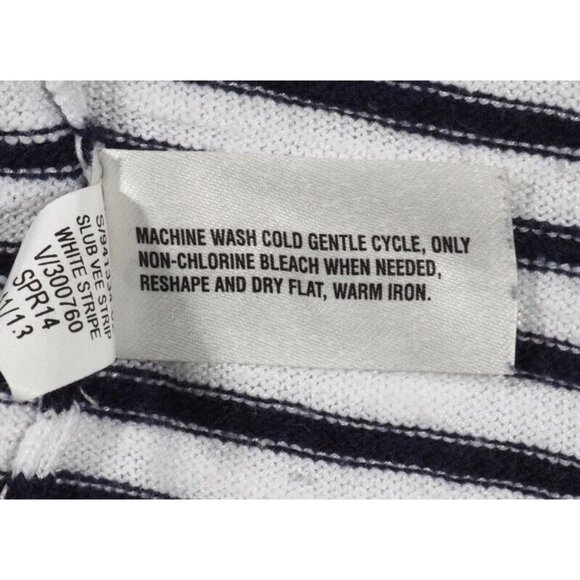 MACHINE WASH COLD GENTLE CYCLE, ONLY
NON-CHLORINE BLEACH WHEN NEEDED,
RESHAPE AND DRY FLAT, WARM IRON.
SLUB VEE STRIP
WHITE STRIPE
V/300760
SPR14